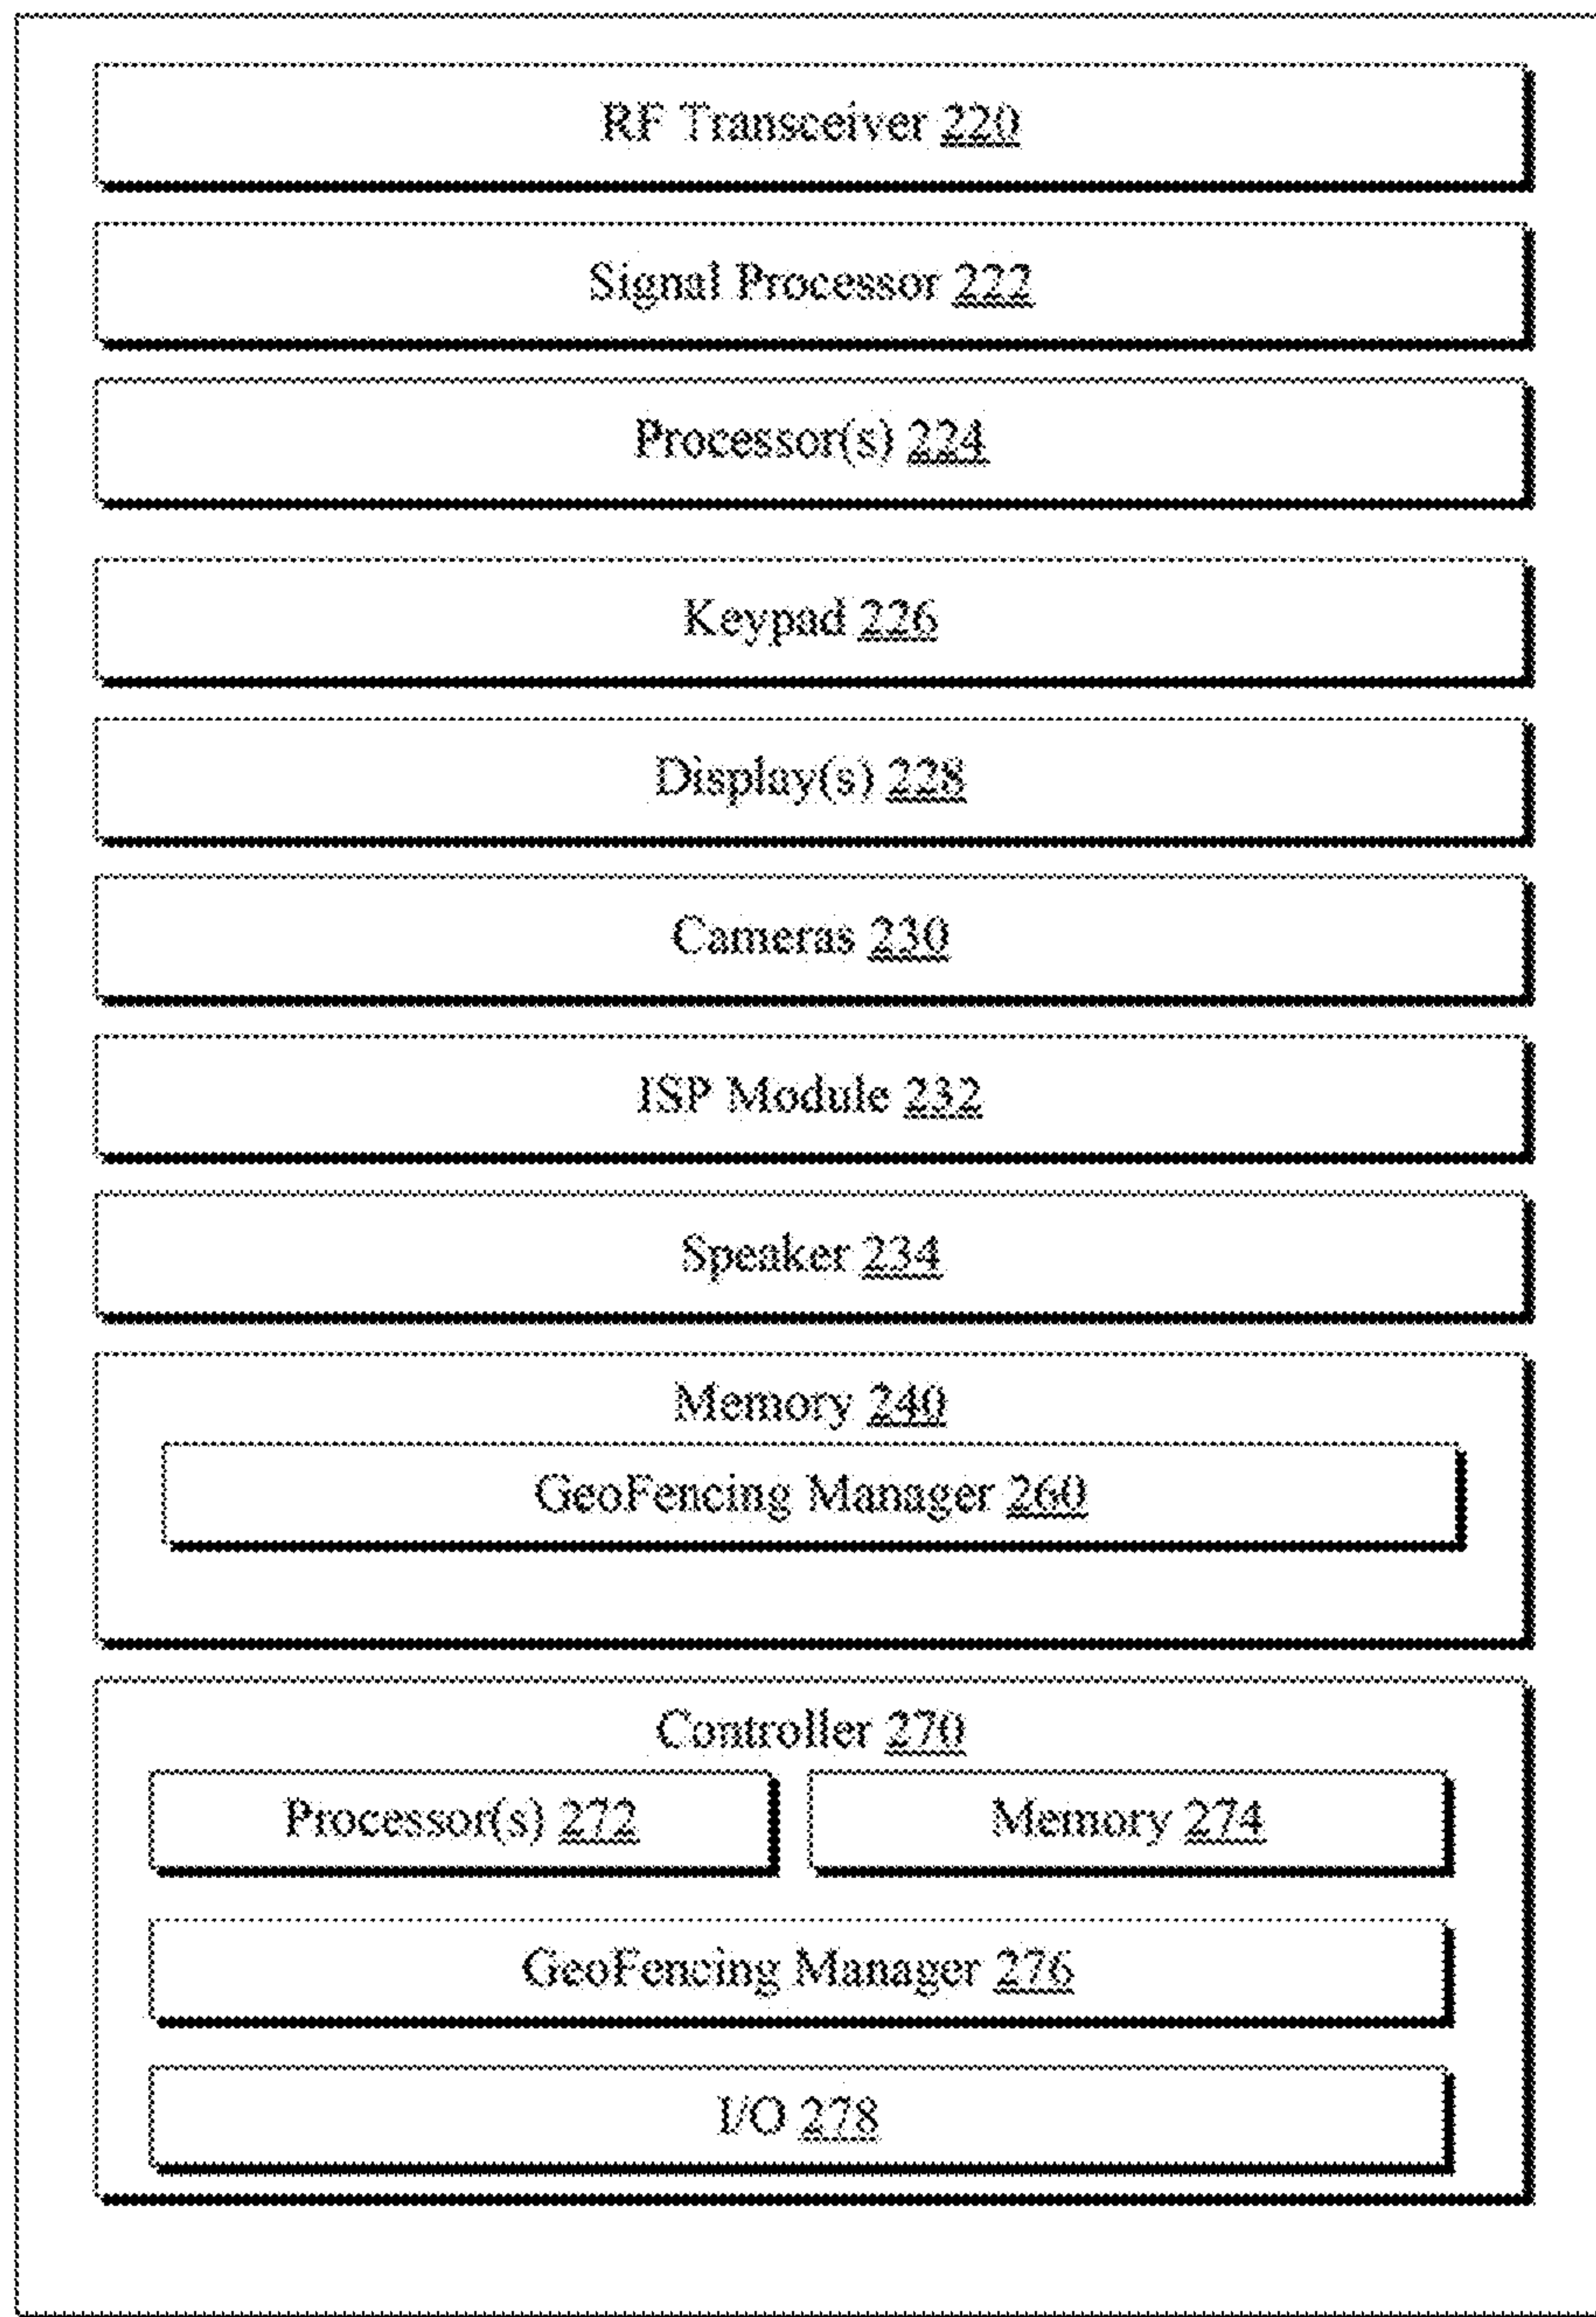 RF Transceiver 220
Signal Processor 222
Processor(s) 224
Keypad 226
Display(s) 228
Cameras 230
ISP Module 232
Speaker 234
Memory 240
GeoFencing Manager 260
Controller 270
Processor(s) 272
Memory 274
GeoFencing Manager 276
I/O 278